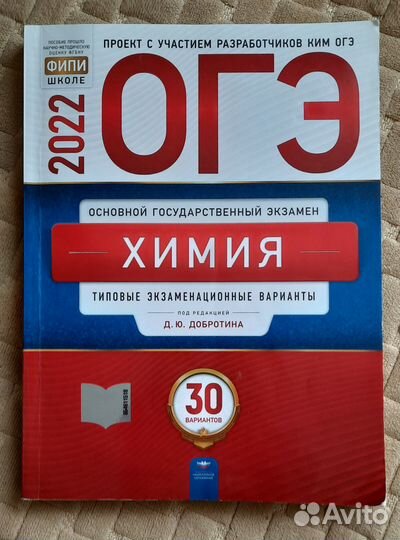 ПРОЕКТ С УЧАСТИЕМ РАЗРАБОТЧИКОВ КИМ ОГЭ
ПОСОБИЕ ПРОШЛО
НАУЧНО-МЕТОДИЧЕСКУЮ
ОЦЕНКУ ФГБНУ
ФИПИ
ШКОЛЕ
2022
ОГЭ
ОСНОВНОЙ ГОСУДАРСТВЕННЫЙ ЭКЗАМЕН
ХИМИЯ
ТИПОВЫЕ ЭКЗАМЕНАЦИОННЫЕ ВАРИАНТЫ
ПОД РЕДАКЦИЕЙ
Д. Ю. ДОБРОТИНА
30
ВАРИАНТОВ
Avito